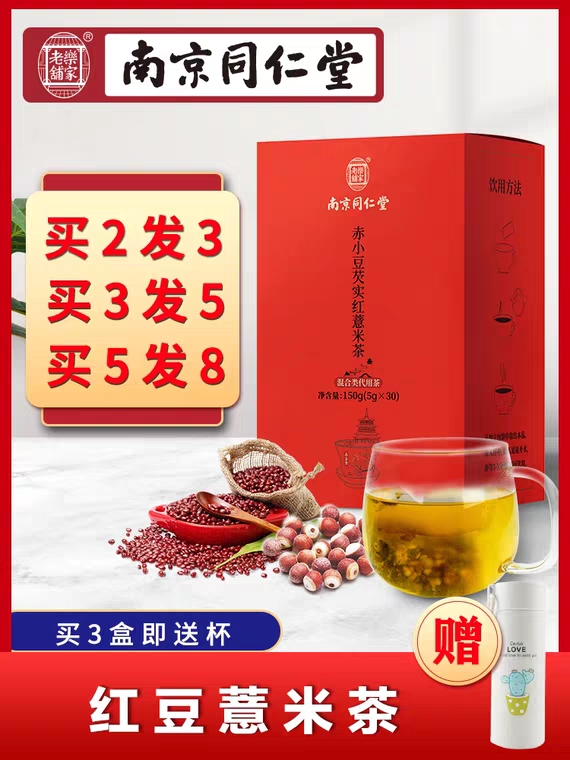 老樂
舖家
®
南京同仁堂
买2发3
买3发5
买5发8
老樂
舖家
®
南京同仁堂
赤小豆芡实红薏米茶
混合类代用茶
净含量:150g(5g×30)
饮用方法
买3盒即送杯
赠
LOVE
红豆薏米茶